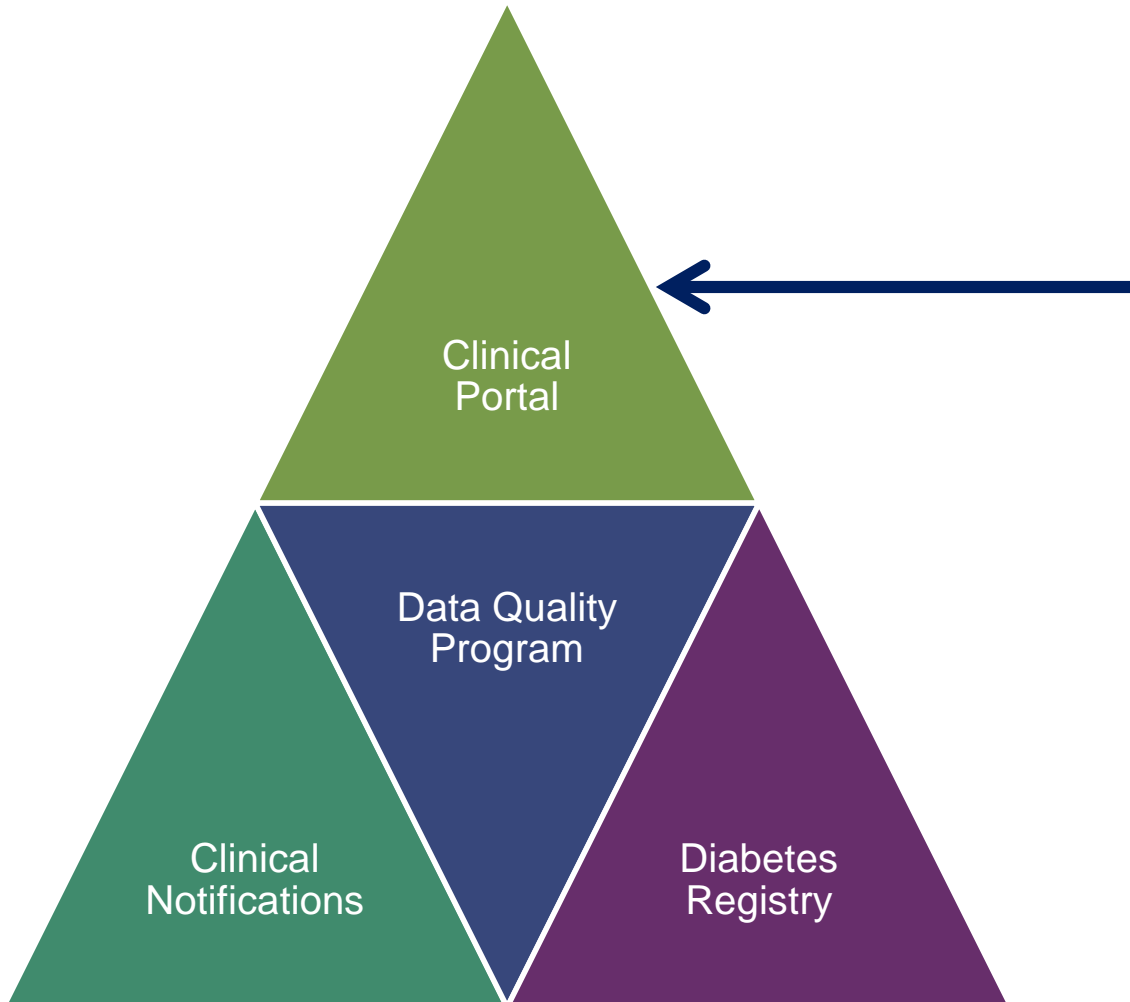 Clinical
Portal
Data Quality
Program
Clinical
Notifications
Diabetes
Registry